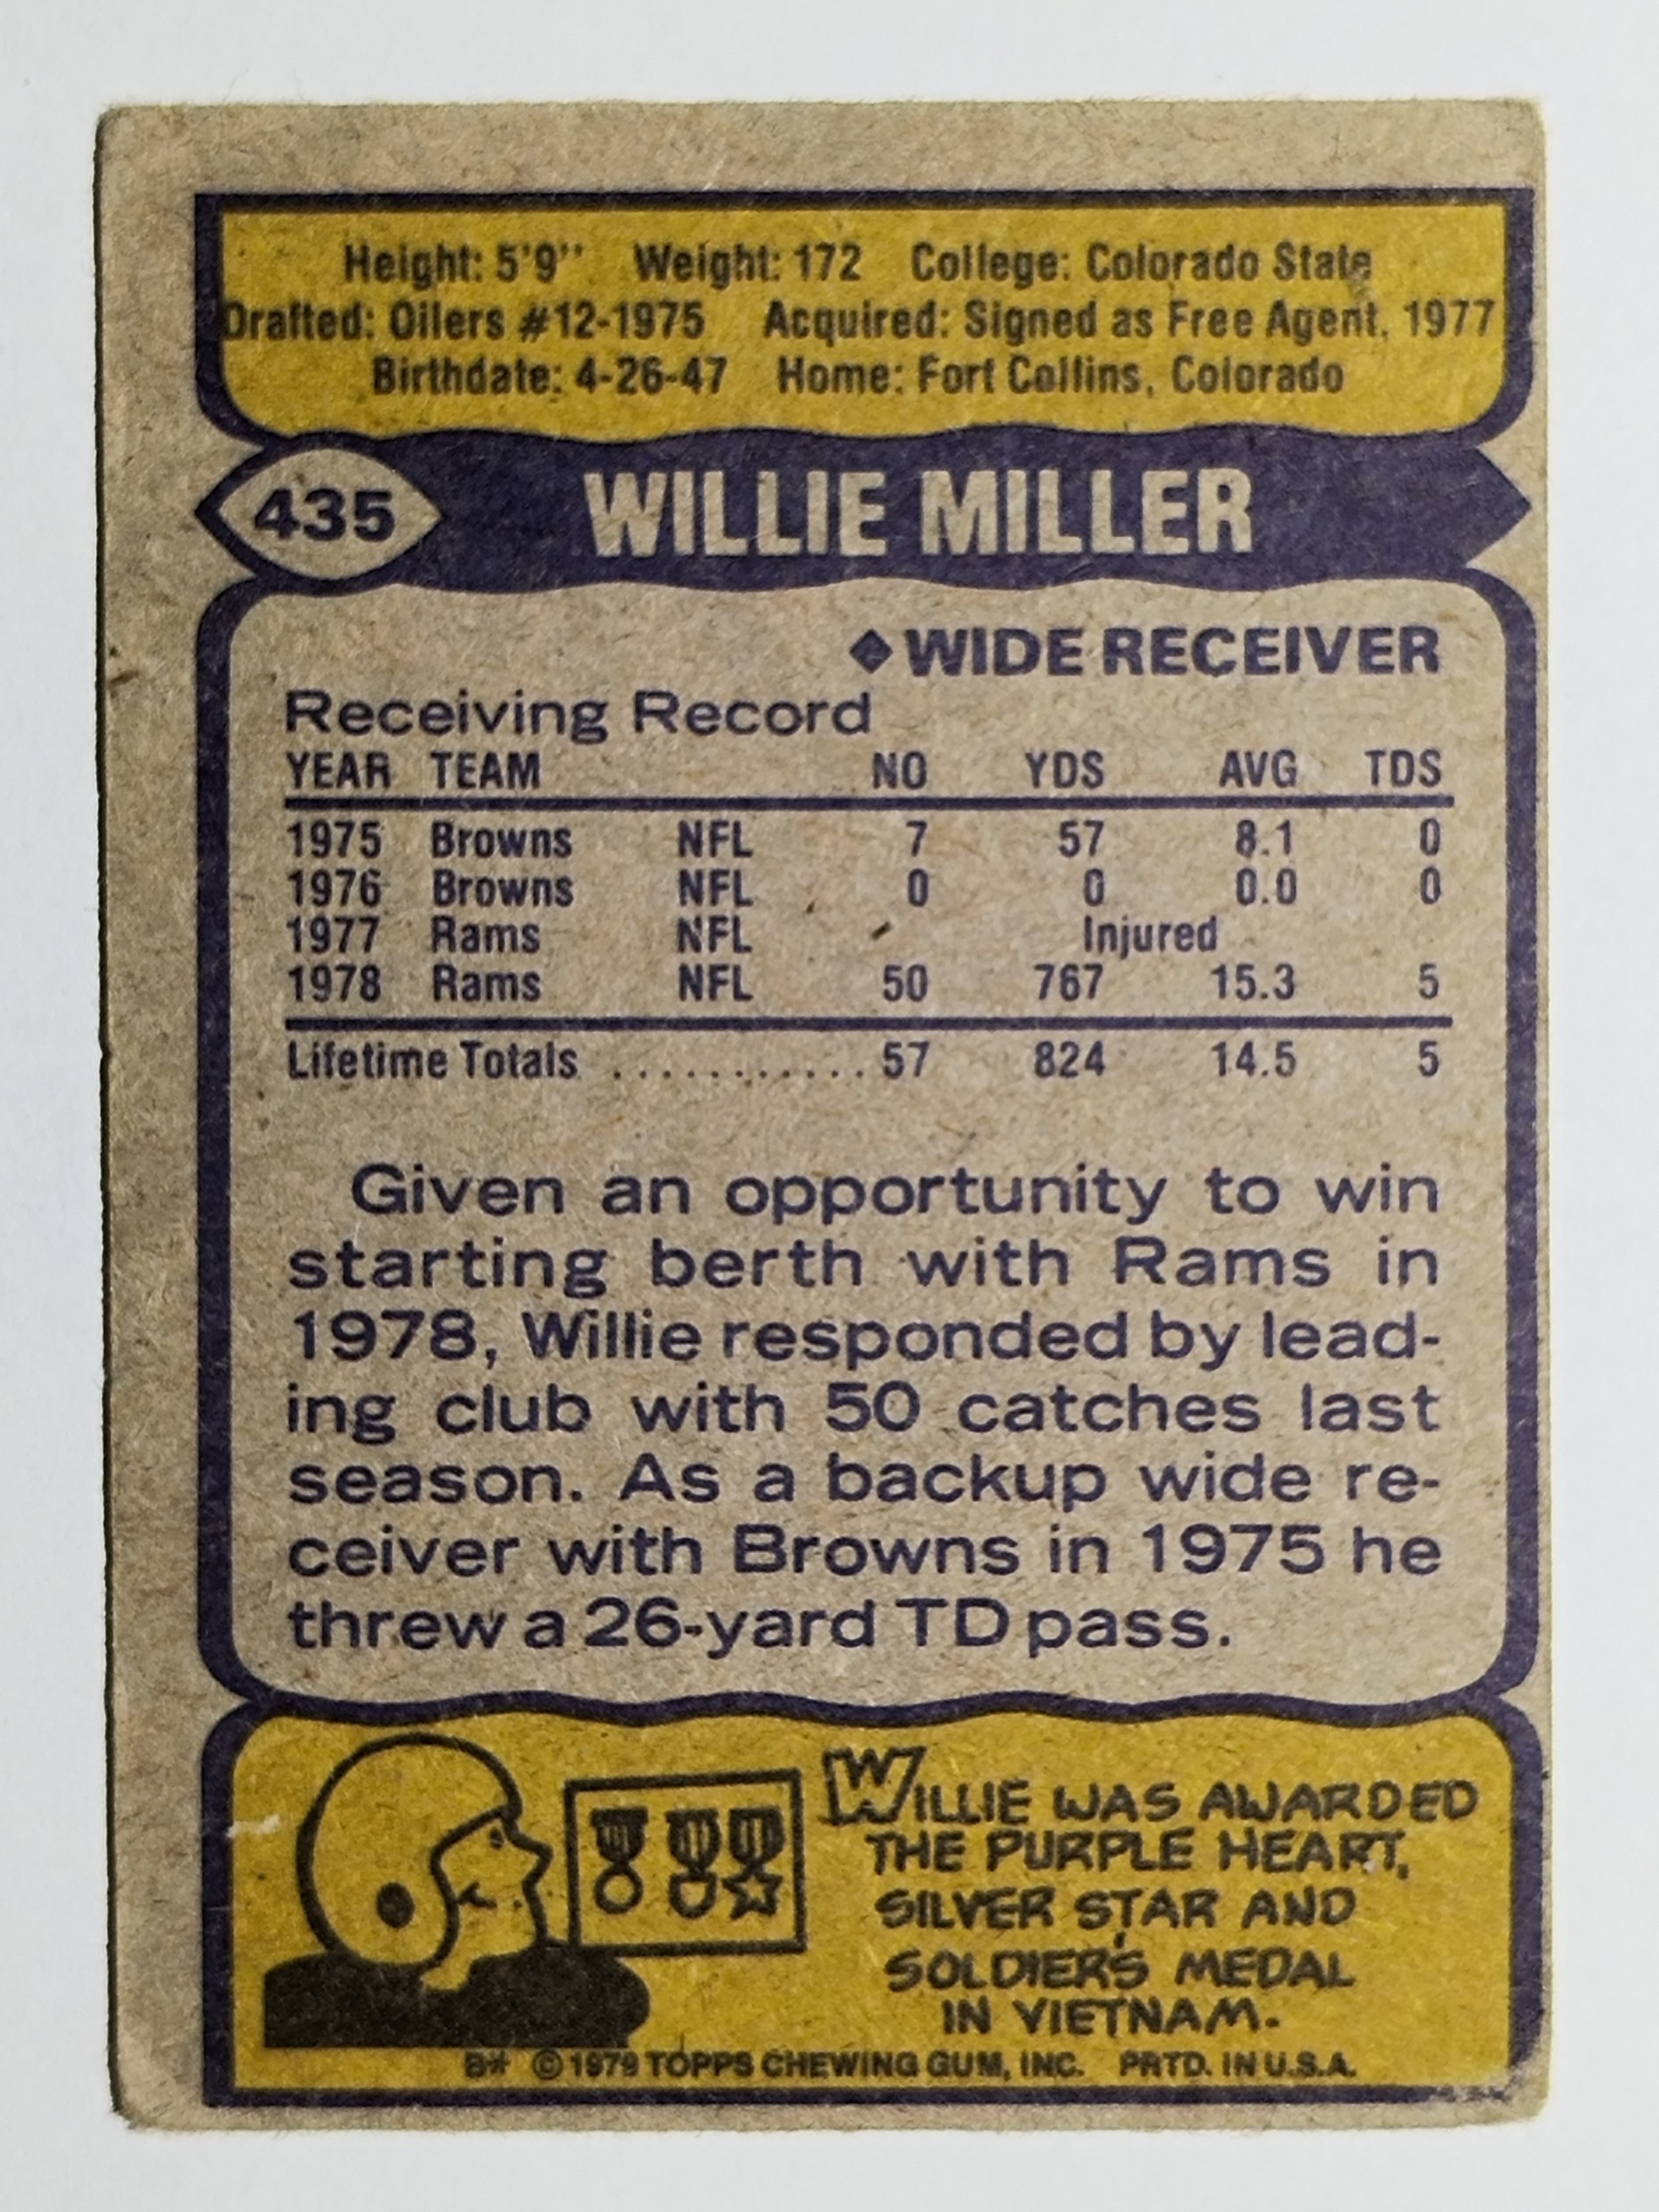 Height: 5'9'' Weight: 172 College: Colorado State
Drafted: Oilers #12-1975 Acquired: Signed as Free Agent, 1977
Birthdate: 4-26-47 Home: Fort Collins, Colorado
435 WILLIE MILLER
◆ WIDE RECEIVER
Receiving Record
YEAR TEAM NO YDS AVG TDS
1975 Browns NFL 7 57 8.1 0
1976 Browns NFL 0 0 0.0 0
1977 Rams NFL Injured
1978 Rams NFL 50 767 15.3 5
Lifetime Totals ........... 57 824 14.5 5
Given an opportunity to win
starting berth with Rams in
1978, Willie responded by lead-
ing club with 50 catches last
season. As a backup wide re-
ceiver with Browns in 1975 he
threw a 26-yard TD pass.
WILLIE WAS AWARDED
THE PURPLE HEART,
SILVER STAR AND
SOLDIER'S MEDAL
IN VIETNAM.
B* © 1979 TOPPS CHEWING GUM, INC. PRTD. IN U.S.A.